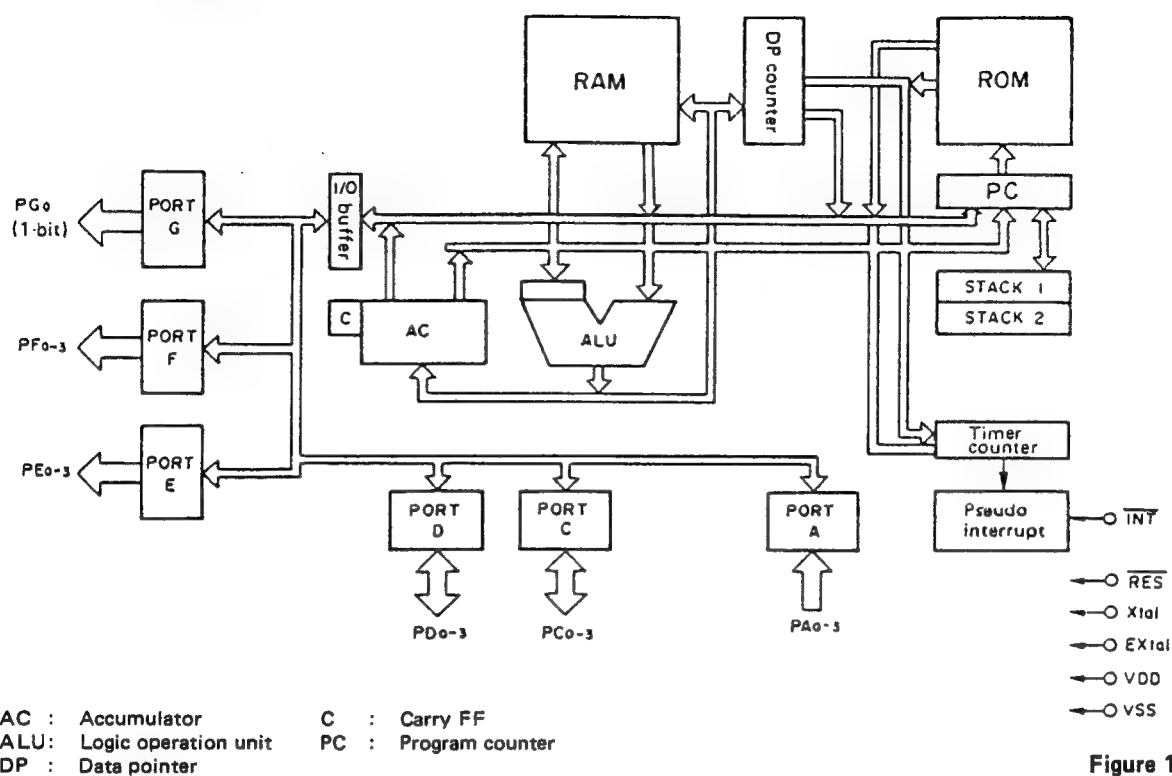 RAM
DP counter
ROM
PC
STACK 1
STACK 2
PGo
(1-bit)
PORT
G
I/O
buffer
PFo-3
PORT
F
C
AC
ALU
PEo-3
PORT
E
Timer
counter
PORT
D
PORT
C
PORT
A
Pseudo
interrupt
INT
RES
Xtal
EXtal
VDD
VSS
PDo-3
PCo-3
PAo-3
AC : Accumulator C : Carry FF
ALU: Logic operation unit PC : Program counter
DP : Data pointer
Figure 1